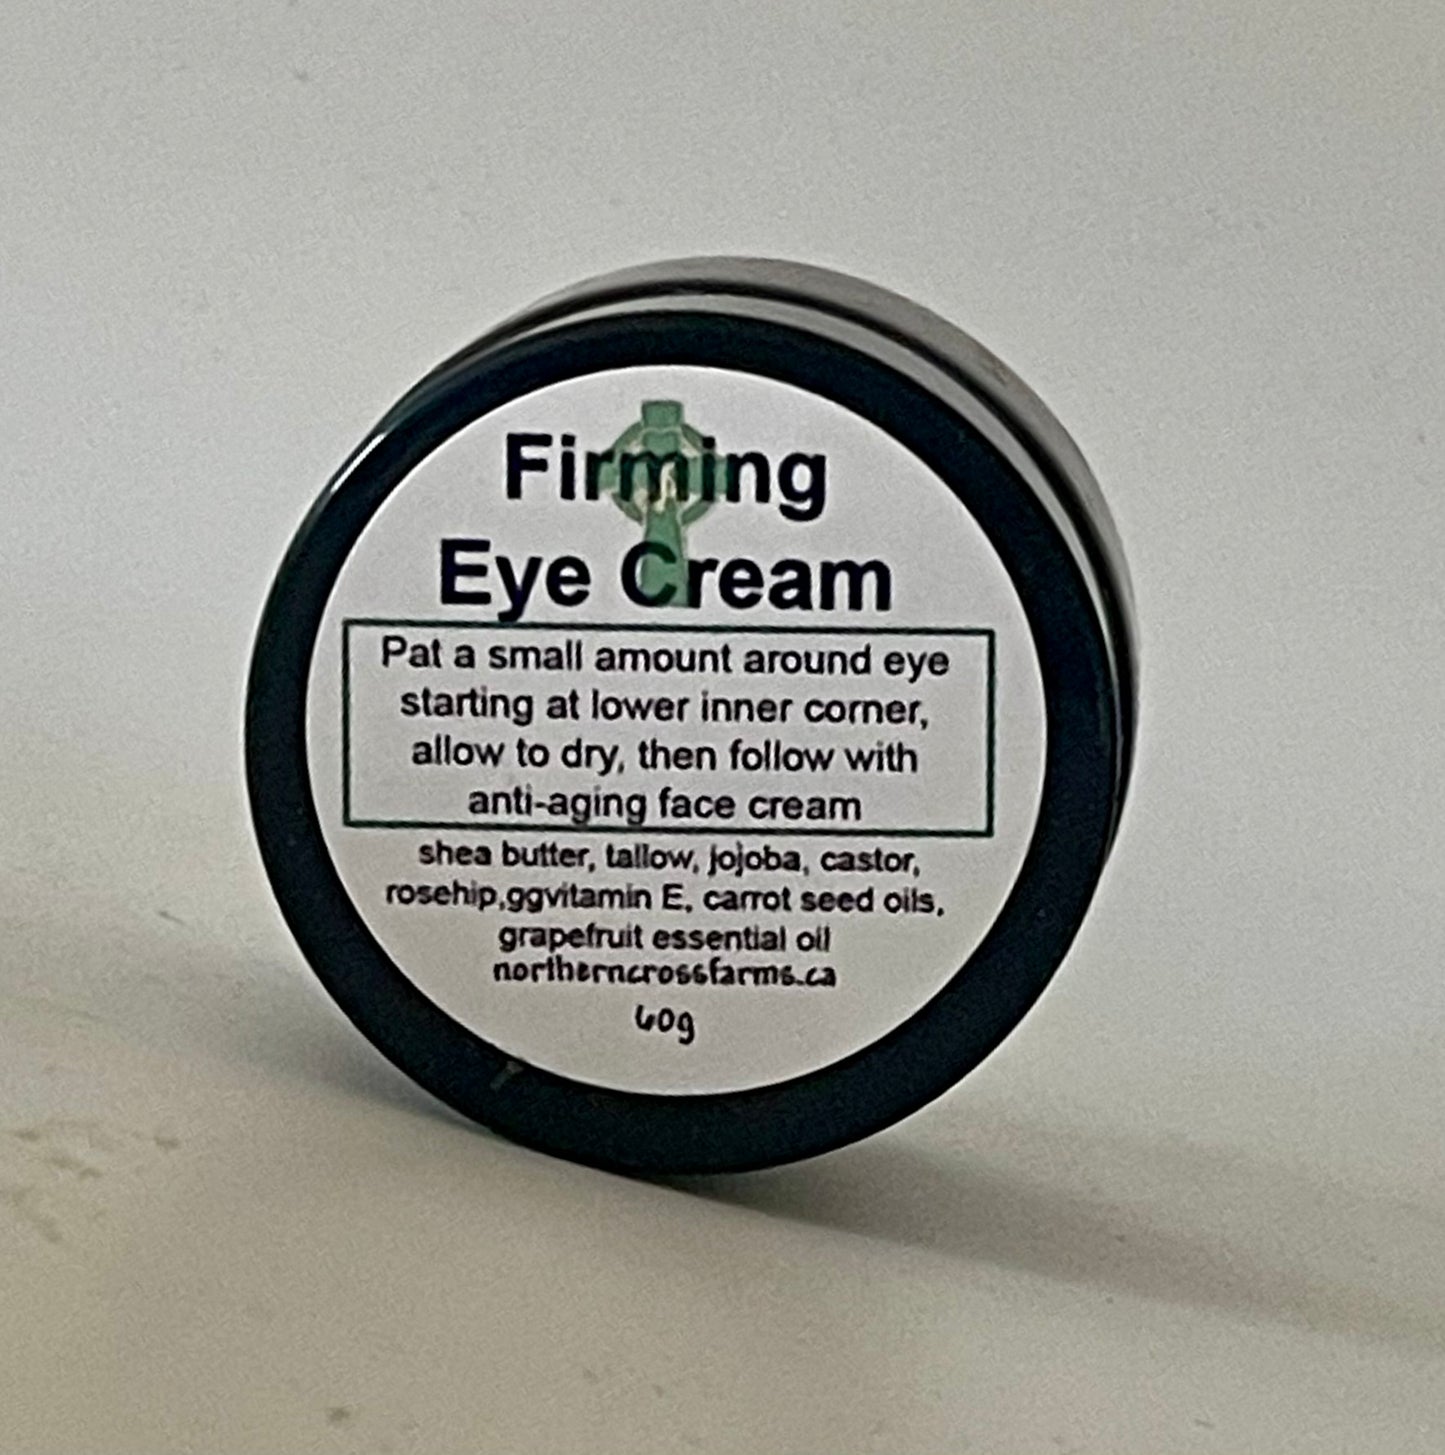 Firming
Eye Cream
Pat a small amount around eye
starting at lower inner corner,
allow to dry, then follow with
anti-aging face cream
shea butter, tallow, jojoba, castor,
rosehip,ggvitamin E, carrot seed oils,
grapefruit essential oil
northerncrossfarms.ca
60g